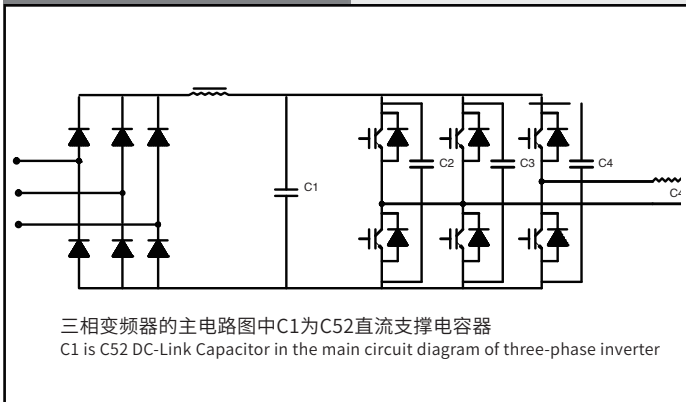 C1
C2
C3
C4
三相变频器的主电路图中C1为C52直流支撑电容器
C1 is C52 DC-Link Capacitor in the main circuit diagram of three-phase inverter